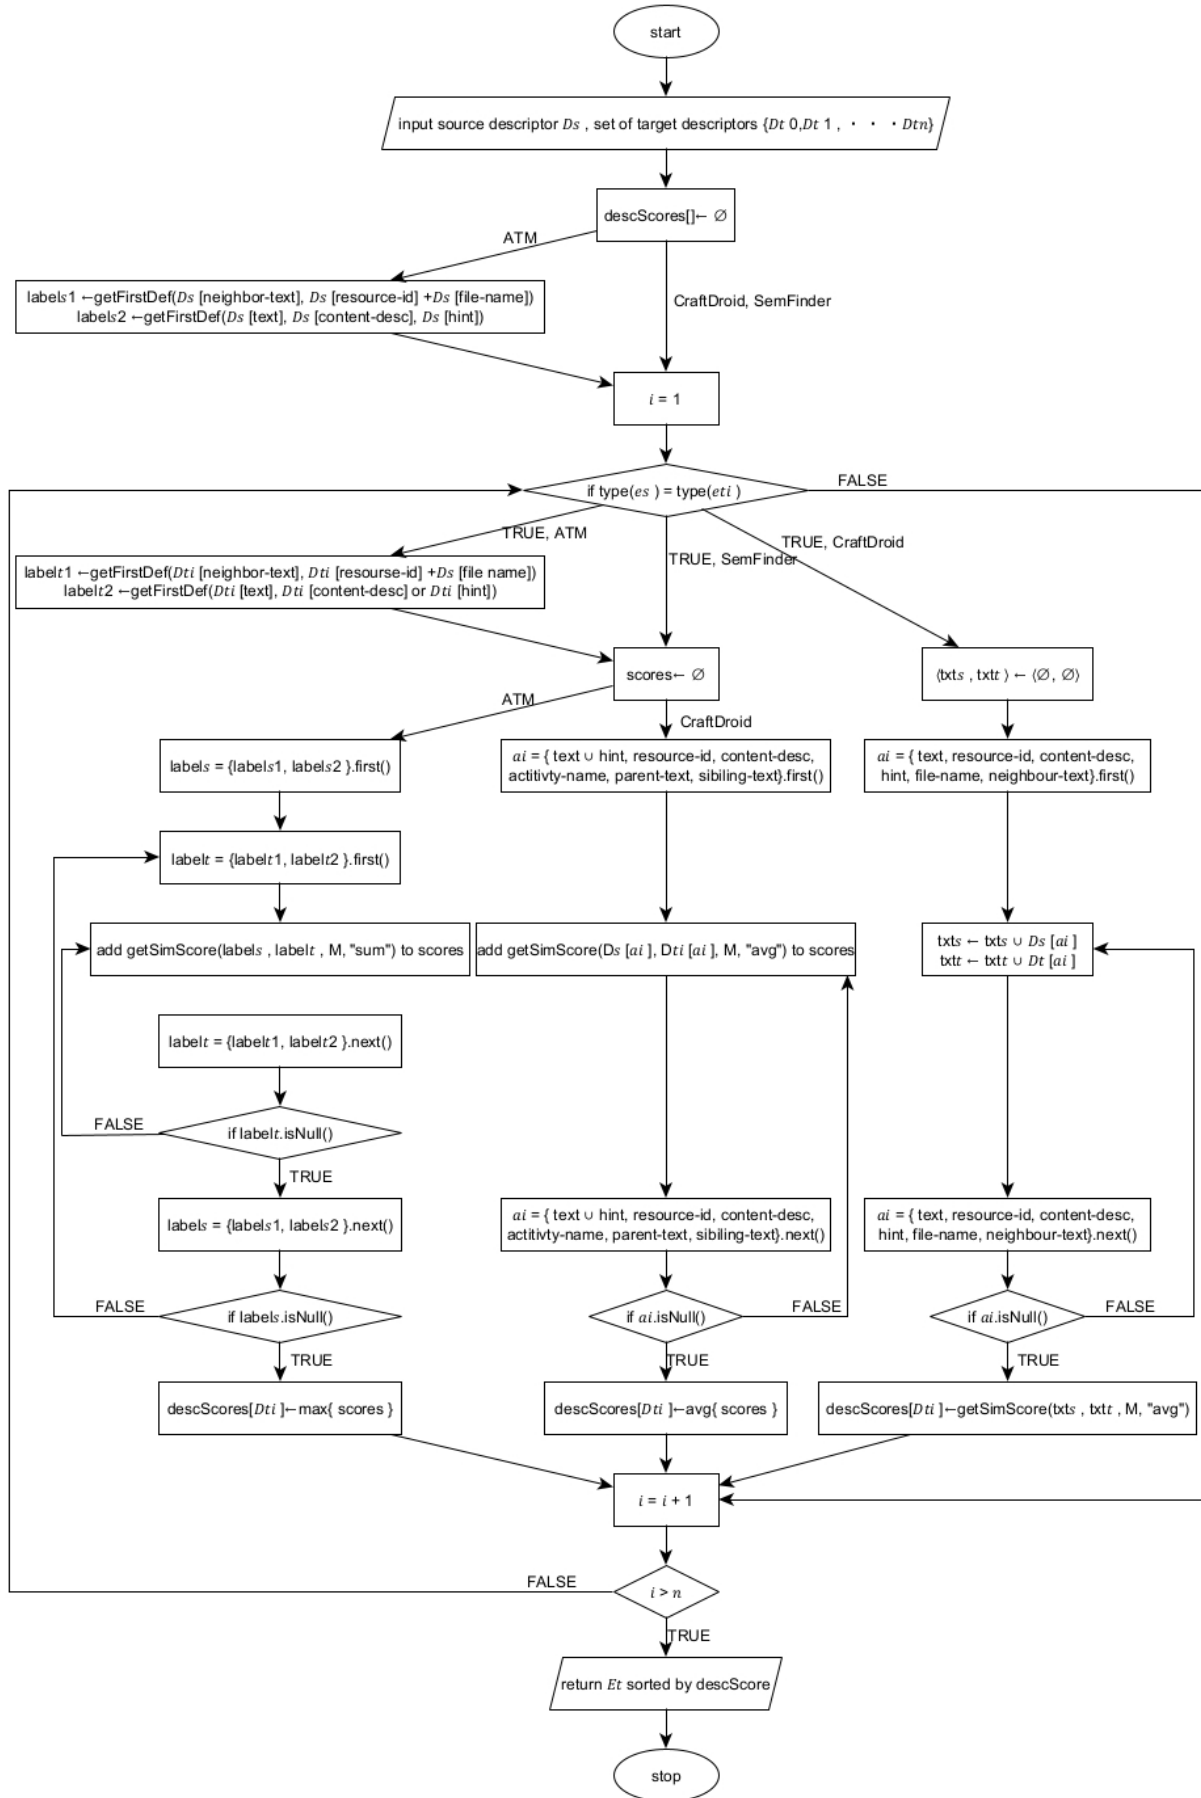 start
input source descriptor Ds , set of target descriptors {Dt 0,Dt 1 , · · · Dtn}
descScores[]← ∅
ATM
labels1 ←getFirstDef(Ds [neighbor-text], Ds [resource-id] +Ds [file-name])
labels2 ←getFirstDef(Ds [text], Ds [content-desc], Ds [hint])
CraftDroid, SemFinder
i = 1
if type(es ) = type(eti )
FALSE
TRUE, ATM
TRUE, SemFinder
TRUE, CraftDroid
labelt1 ←getFirstDef(Dti [neighbor-text], Dti [resourse-id] +Ds [file name])
labelt2 ←getFirstDef(Dti [text], Dti [content-desc] or Dti [hint])
scores← ∅
⟨txts , txtt ⟩ ← ⟨∅, ∅⟩
ATM
CraftDroid
labels = {labels1, labels2 }.first()
ai = { text ∪ hint, resource-id, content-desc,
actitivty-name, parent-text, sibiling-text}.first()
ai = { text, resource-id, content-desc,
hint, file-name, neighbour-text}.first()
labelt = {labelt1, labelt2 }.first()
add getSimScore(labels , labelt , M, "sum") to scores
add getSimScore(Ds [ai ], Dti [ai ], M, "avg") to scores
txts ← txts ∪ Ds [ai ]
txtt ← txtt ∪ Dt [ai ]
labelt = {labelt1, labelt2 }.next()
if labelt.isNull()
FALSE
TRUE
labels = {labels1, labels2 }.next()
ai = { text ∪ hint, resource-id, content-desc,
actitivty-name, parent-text, sibiling-text}.next()
ai = { text, resource-id, content-desc,
hint, file-name, neighbour-text}.next()
if labels.isNull()
FALSE
TRUE
if ai.isNull()
FALSE
TRUE
if ai.isNull()
FALSE
TRUE
descScores[Dti ]←max{ scores }
descScores[Dti ]←avg{ scores }
descScores[Dti ]←getSimScore(txts , txtt , M, "avg")
i = i + 1
i > n
FALSE
TRUE
return Et sorted by descScore
stop